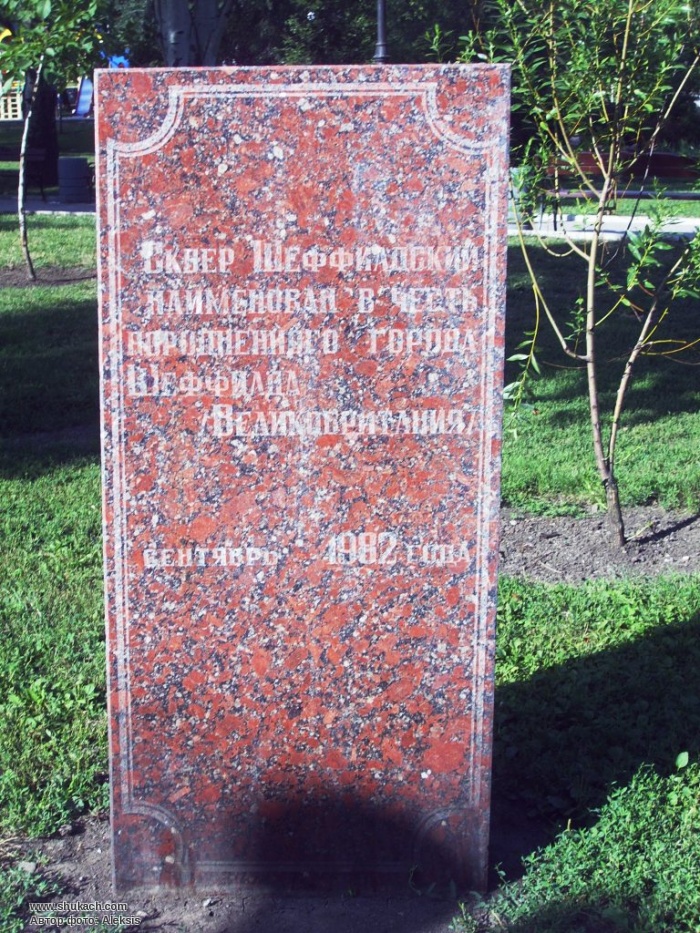 Сквер Шеффилдский
наименован в честь
породненного города
Шеффилда
/Великобритания/
сентябрь 1982 года
www.shukach.com
Автор фото: Aleksis